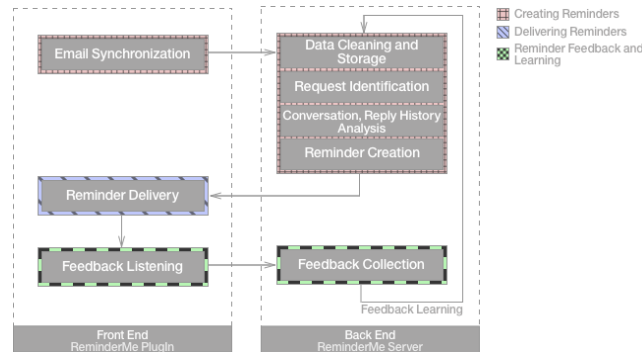 Email Synchronization
Data Cleaning and
Storage
Request Identification
Conversation, Reply History
Analysis
Reminder Creation
Reminder Delivery
Feedback Listening
Feedback Collection
Feedback Learning
Front End
ReminderMe PlugIn
Back End
ReminderMe Server
Creating Reminders
Delivering Reminders
Reminder Feedback and
Learning